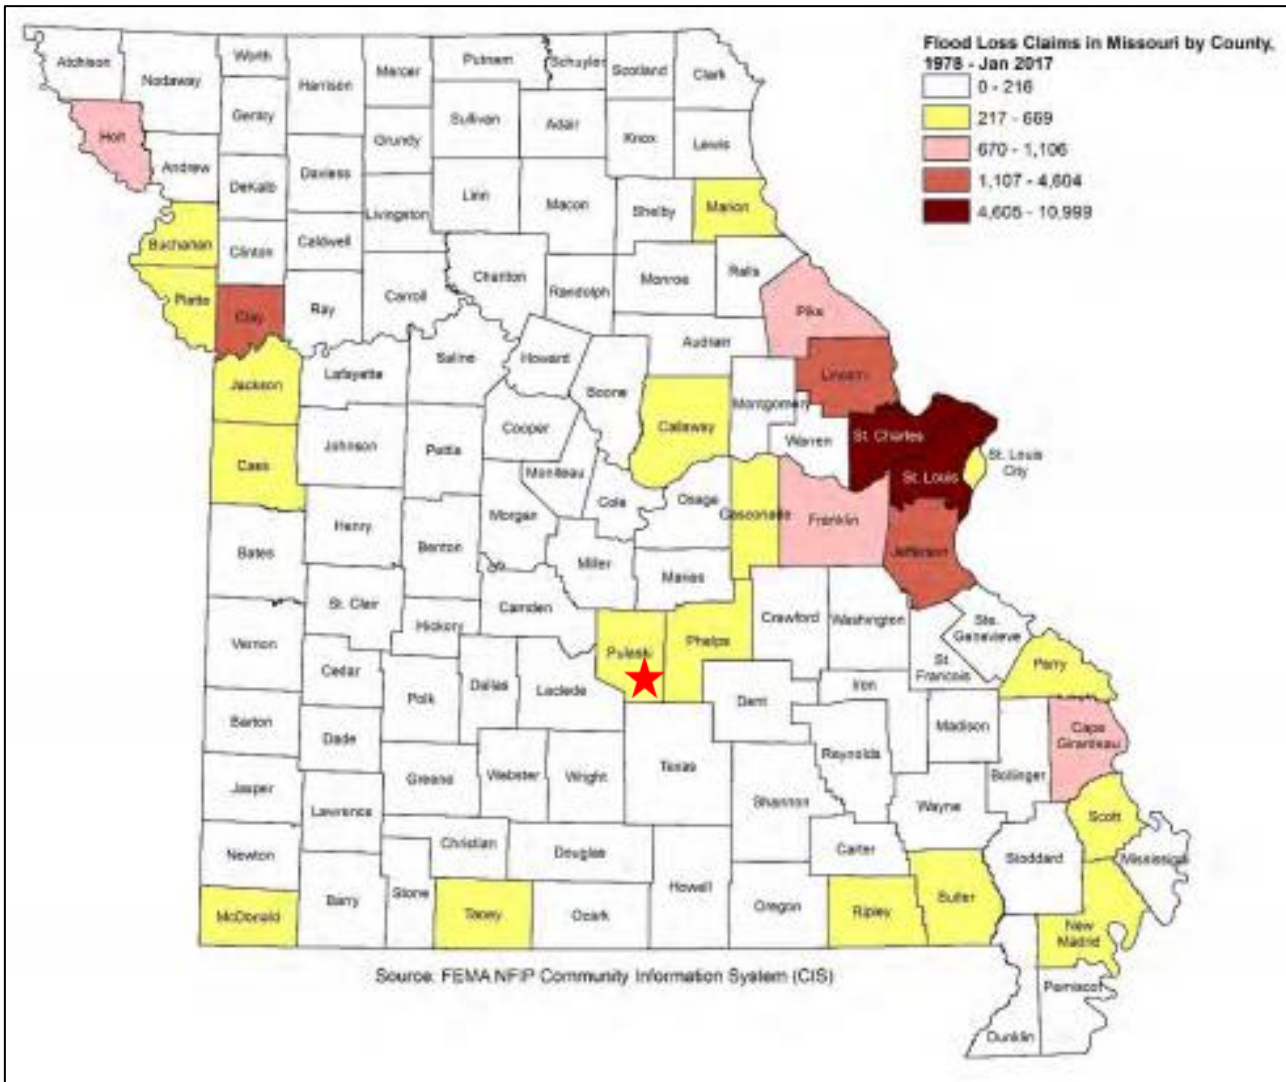 Flood Loss Claims in Missouri by County,
1978 - Jan 2017
0 - 216
217 - 669
670 - 1,106
1,107 - 4,604
4,605 - 10,999
Atchison
Nodaway
Worth
Harrison
Mercer
Putnam
Schuyler
Scotland
Clark
Holt
Gentry
Grundy
Sullivan
Adair
Knox
Lewis
Andrew
DeKalb
Daviess
Livingston
Linn
Macon
Shelby
Marion
Buchanan
Clinton
Caldwell
Chariton
Randolph
Monroe
Ralls
Platte
Clay
Ray
Carroll
Pike
Audrain
Saline
Howard
Boone
Lincoln
Jackson
Lafayette
Callaway
Montgomery
Warren
St. Charles
St. Louis
City
St. Louis
Cooper
Johnson
Pettis
Cass
Moniteau
Cole
Osage
Gasconade
Franklin
Morgan
Henry
Benton
Bates
Miller
Maries
Jefferson
St. Clair
Camden
Hickory
Crawford
Washington
Ste.
Genevieve
Vernon
Cedar
Pulaski
Phelps
St.
Francois
Perry
Polk
Dallas
Laclede
Dent
Iron
Barton
Dade
Madison
Cape
Girardeau
Reynolds
Bollinger
Jasper
Greene
Webster
Wright
Texas
Shannon
Wayne
Lawrence
Scott
Newton
Christian
Douglas
Carter
Stoddard
Mississippi
McDonald
Barry
Stone
Taney
Ozark
Howell
Oregon
Ripley
Butler
New
Madrid
Pemiscot
Dunklin
Source: FEMA NFIP Community Information System (CIS)